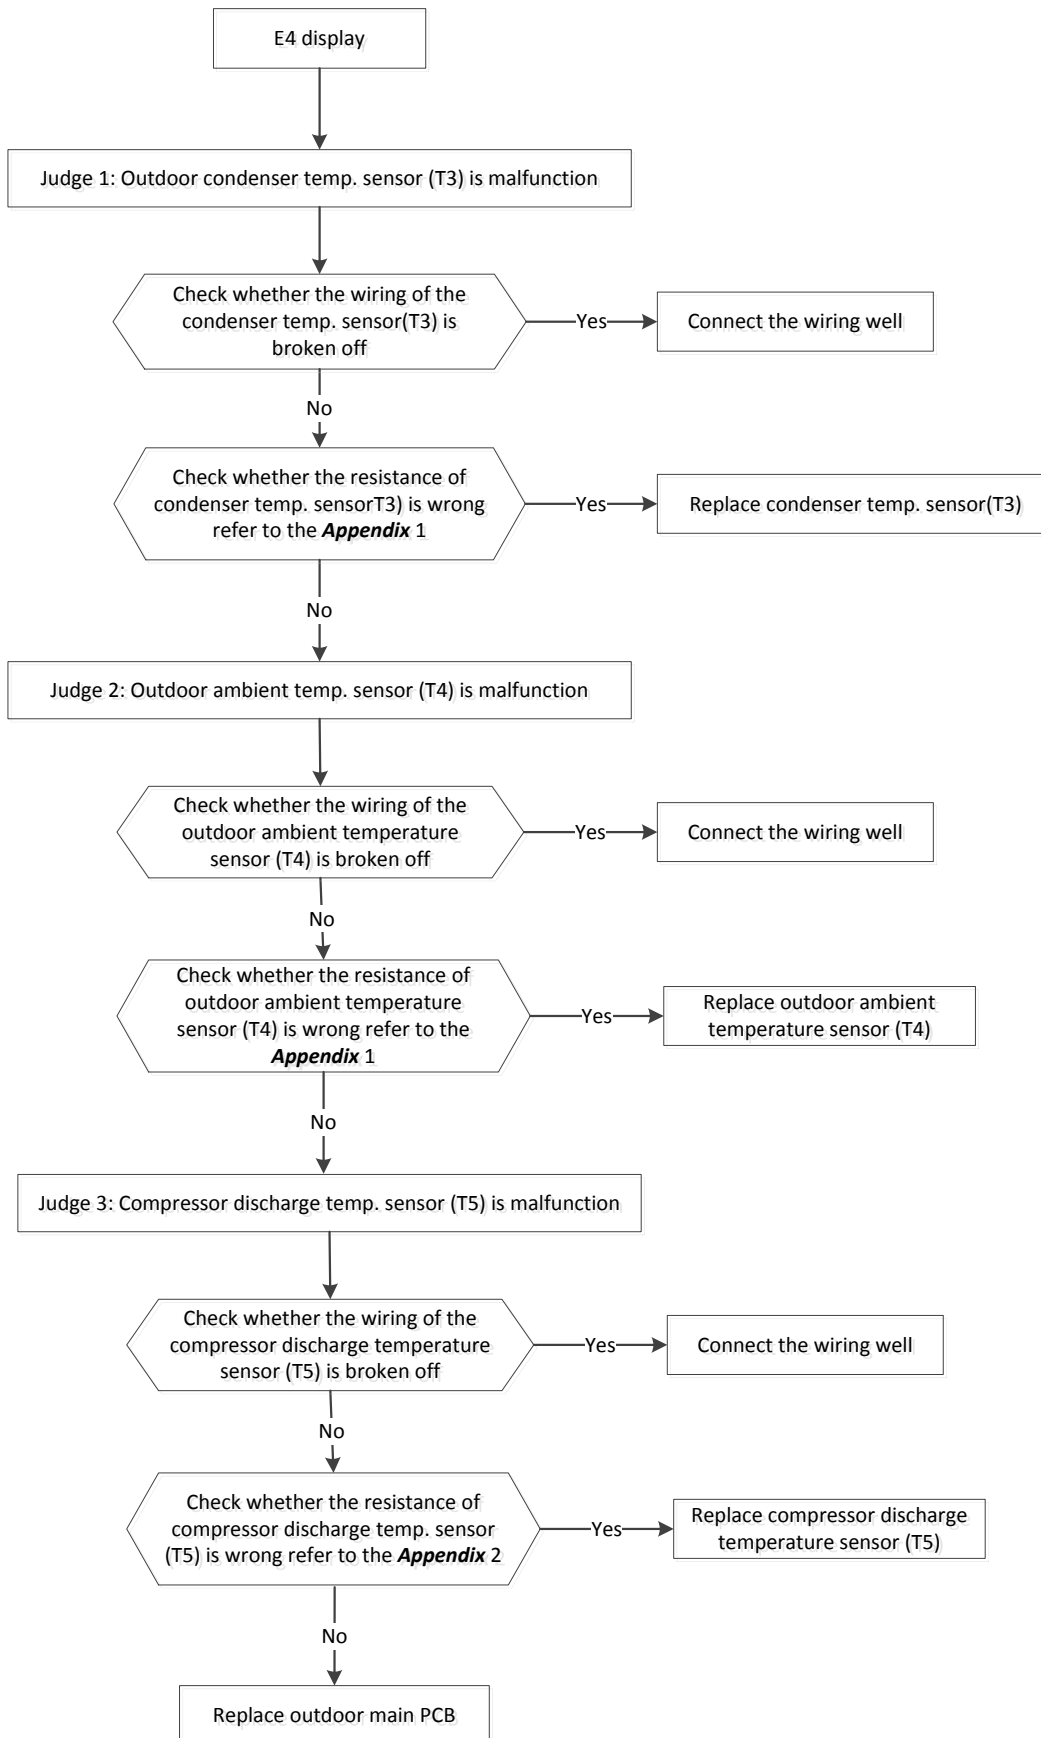 E4 display
Judge 1: Outdoor condenser temp. sensor (T3) is malfunction
Check whether the wiring of the
condenser temp. sensor(T3) is
broken off
Yes
Connect the wiring well
No
Check whether the resistance of
condenser temp. sensorT3) is wrong
refer to the Appendix 1
Yes
Replace condenser temp. sensor(T3)
No
Judge 2: Outdoor ambient temp. sensor (T4) is malfunction
Check whether the wiring of the
outdoor ambient temperature
sensor (T4) is broken off
Yes
Connect the wiring well
No
Check whether the resistance of
outdoor ambient temperature
sensor (T4) is wrong refer to the
Appendix 1
Yes
Replace outdoor ambient
temperature sensor (T4)
No
Judge 3: Compressor discharge temp. sensor (T5) is malfunction
Check whether the wiring of the
compressor discharge temperature
sensor (T5) is broken off
Yes
Connect the wiring well
No
Check whether the resistance of
compressor discharge temp. sensor
(T5) is wrong refer to the Appendix 2
Yes
Replace compressor discharge
temperature sensor (T5)
No
Replace outdoor main PCB